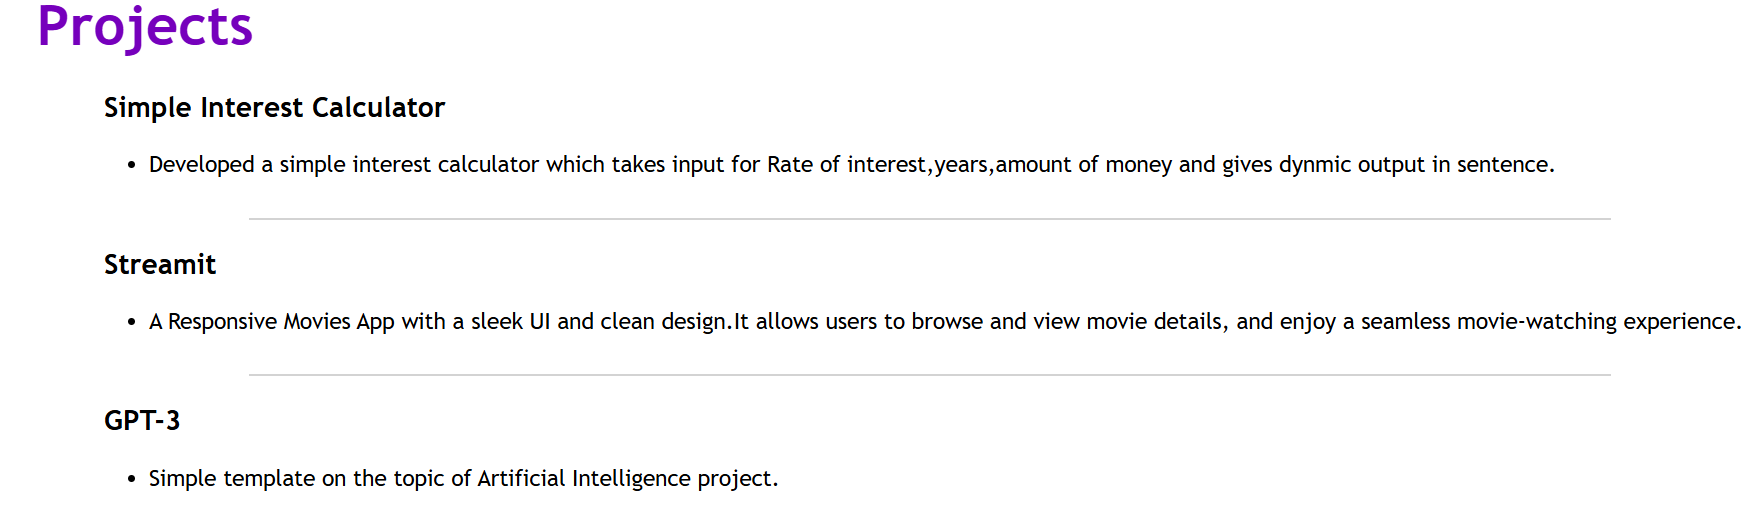 Projects
Simple Interest Calculator
• Developed a simple interest calculator which takes input for Rate of interest,years,amount of money and gives dynmic output in sentence.
Streamit
• A Responsive Movies App with a sleek UI and clean design.It allows users to browse and view movie details, and enjoy a seamless movie-watching experience.
GPT-3
• Simple template on the topic of Artificial Intelligence project.